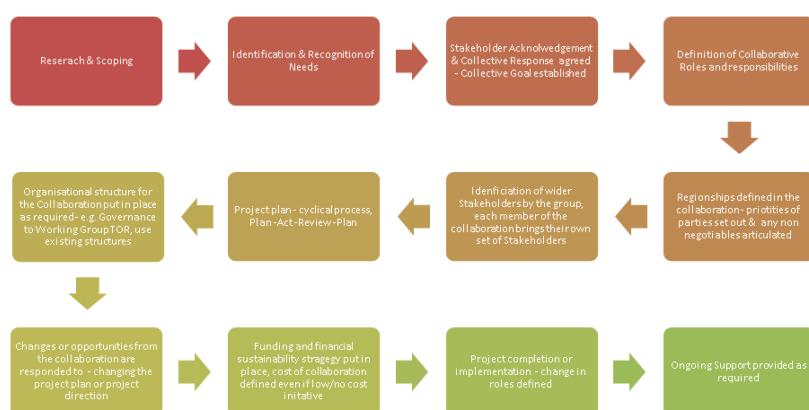 Reserach & Scoping
Identification & Recognition of
Needs
Stakeholder Acknolwedgement
& Collective Response agreed
- Collective Goal established
Definition of Collaborative
Roles and responsibilities
Regionships defined in the
collaboration- priotities of
parties set out & any non
negotiables articulated
Idenficiation of wider
Stakeholders by the group,
each member of the
collaboration brings their own
set of Stakeholders
Project plan - cyclical process,
Plan -Act -Review -Plan
Organisational structure for
the Collaboration put in place
as required- e.g. Governance
to Working Group TOR, use
existing structures
Changes or opportunities from
the collaboration are
responded to - changing the
project plan or project
direction
Funding and financial
sustainability stragegy put in
place, cost of collaboration
defined even if low/no cost
initative
Project completion or
implementation - change in
roles defined
Ongoing Support provided as
required